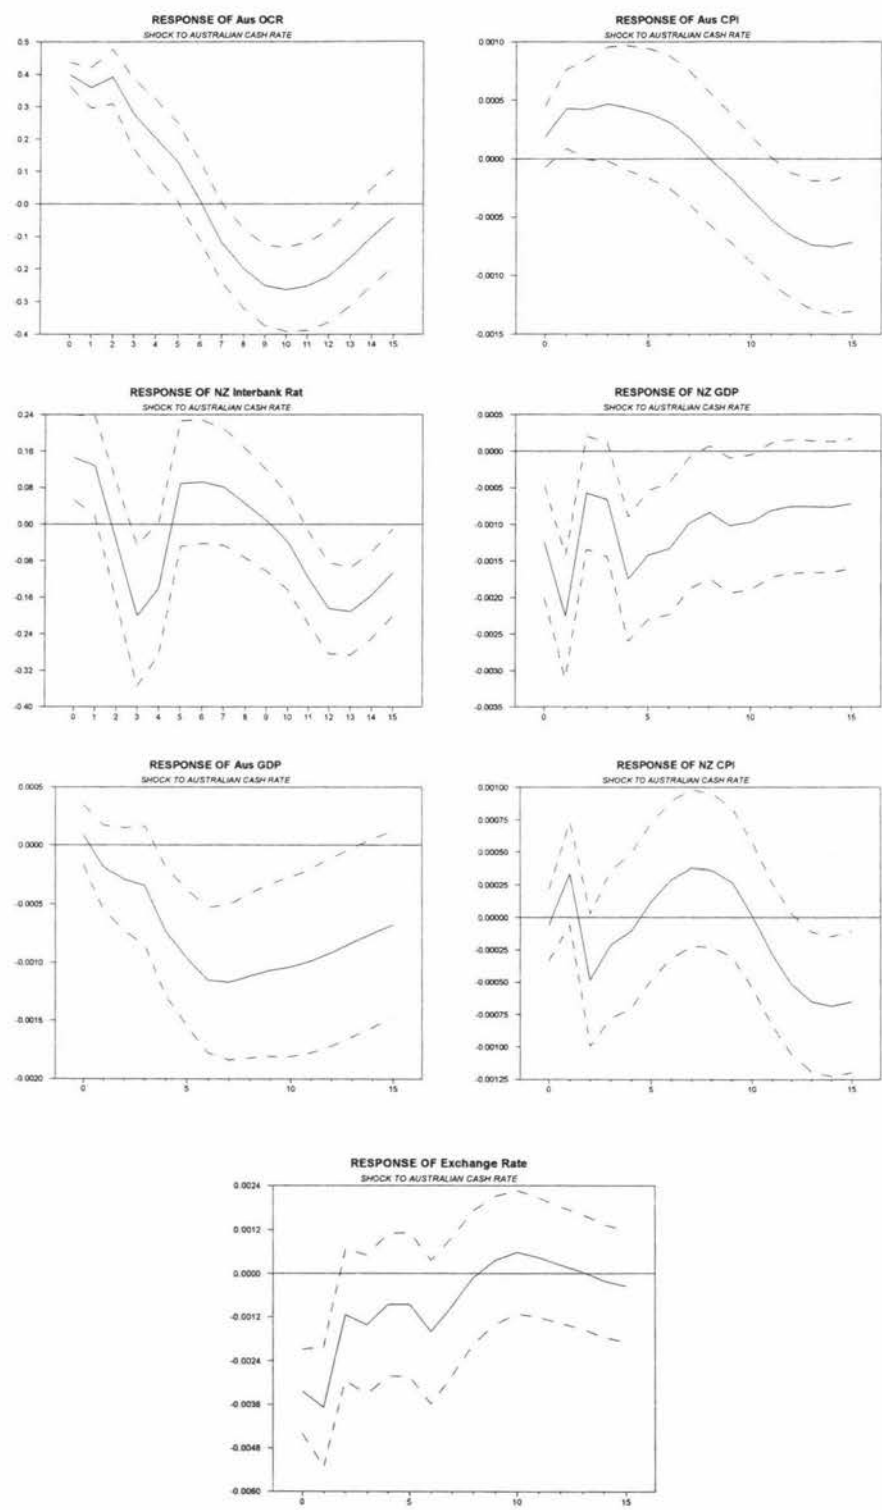 RESPONSE OF Aus OCR
SHOCK TO AUSTRALIAN CASH RATE
0.5
0.4
0.3
0.2
0.1
-0.0
-0.1
-0.2
-0.3
-0.4
0 1 2 3 4 5 6 7 8 9 10 11 12 13 14 15
RESPONSE OF Aus CPI
SHOCK TO AUSTRALIAN CASH RATE
0.0010
0.0005
0.0000
-0.0005
-0.0010
-0.0015
0 5 10 15
RESPONSE OF NZ Interbank Rat
SHOCK TO AUSTRALIAN CASH RATE
0.24
0.16
0.08
0.00
-0.08
-0.16
-0.24
-0.32
-0.40
0 1 2 3 4 5 6 7 8 9 10 11 12 13 14 15
RESPONSE OF NZ GDP
SHOCK TO AUSTRALIAN CASH RATE
0.0005
0.0000
-0.0005
-0.0010
-0.0015
-0.0020
-0.0025
-0.0030
-0.0035
0 5 10 15
RESPONSE OF Aus GDP
SHOCK TO AUSTRALIAN CASH RATE
0.0005
0.0000
-0.0005
-0.0010
-0.0015
-0.0020
0 5 10 15
RESPONSE OF NZ CPI
SHOCK TO AUSTRALIAN CASH RATE
0.00100
0.00075
0.00050
0.00025
0.00000
-0.00025
-0.00050
-0.00075
-0.00100
-0.00125
0 5 10 15
RESPONSE OF Exchange Rate
SHOCK TO AUSTRALIAN CASH RATE
0.0024
0.0012
0.0000
-0.0012
-0.0024
-0.0036
-0.0048
-0.0060
0 5 10 15